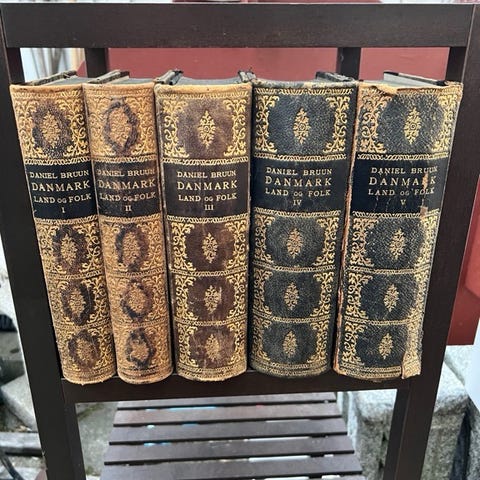 DANIEL BRUUN
DANMARK
LAND OG FOLK
I
DANIEL BRUUN
DANMARK
LAND OG FOLK
II
DANIEL BRUUN
DANMARK
LAND OG FOLK
III
DANIEL BRUUN
DANMARK
LAND OG FOLK
IV
DANIEL BRUUN
DANMARK
LAND OG FOLK
V